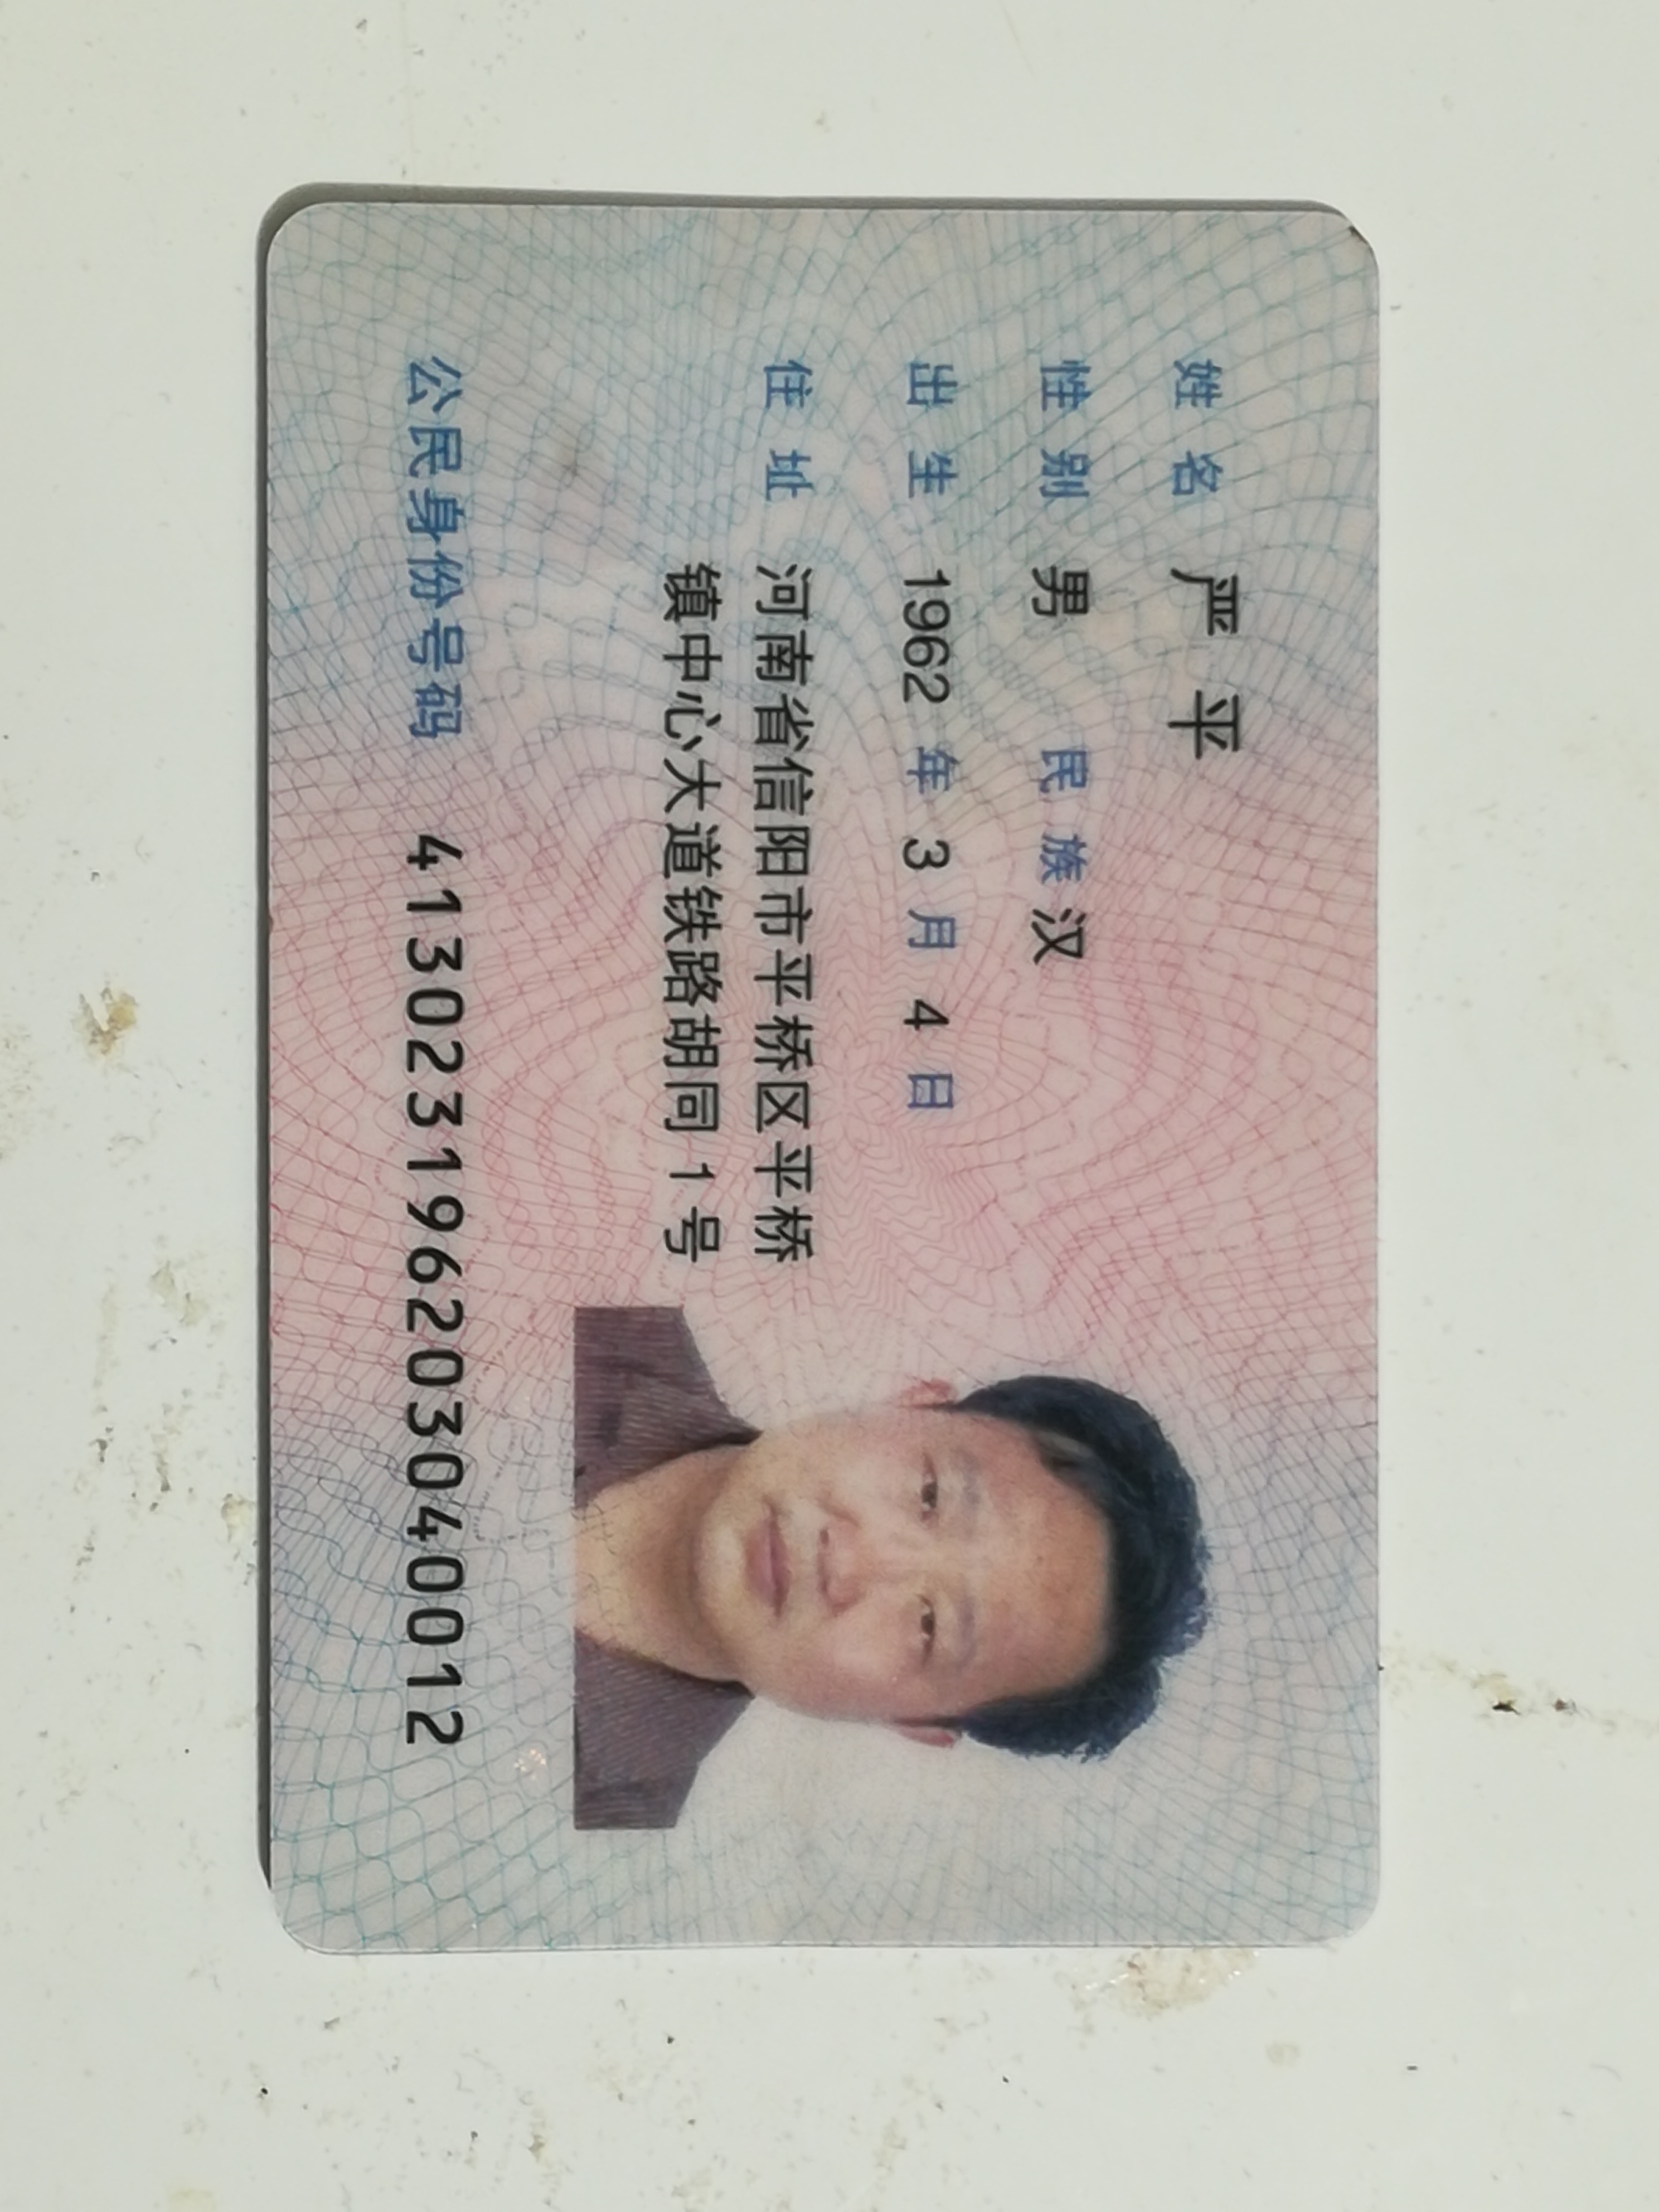 姓名 严平
性别 男 民族 汉
出生 1962 年 3 月 4 日
住址 河南省信阳市平桥区平桥
镇中心大道铁路胡同1号
公民身份号码 413023196203040012